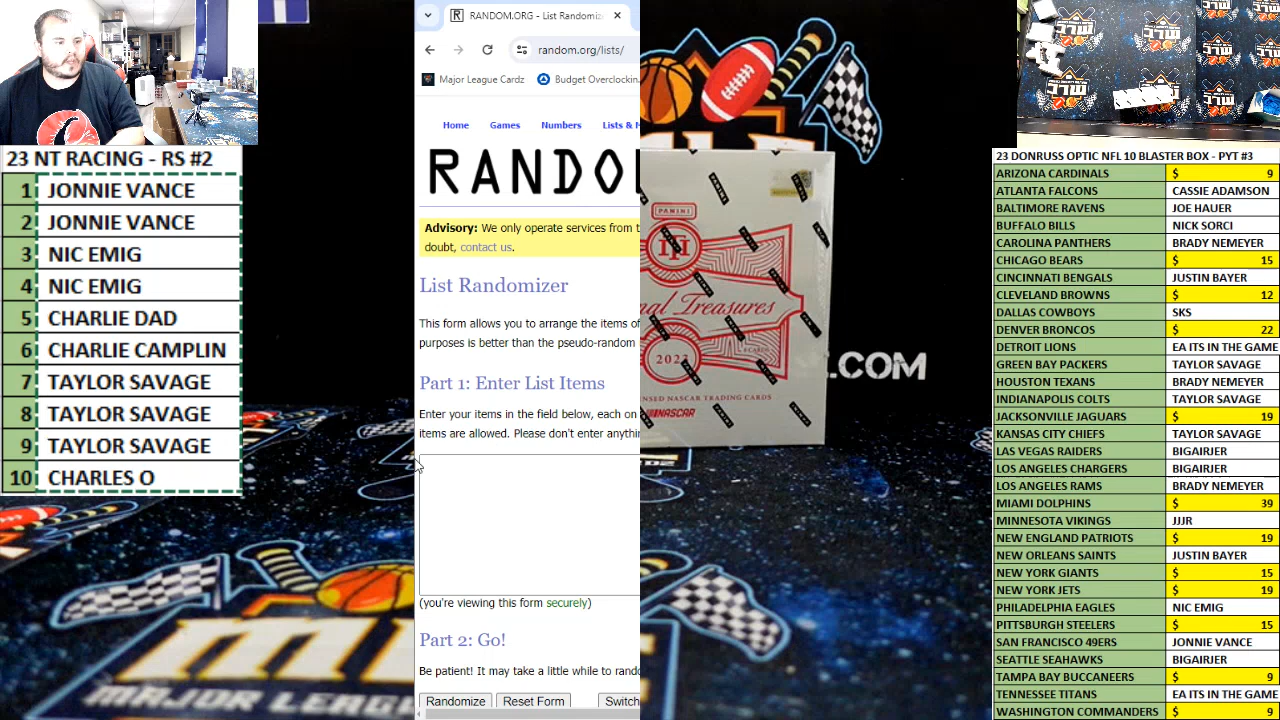 23 NT RACING - RS #2
1 JONNIE VANCE
2 JONNIE VANCE
3 NIC EMIG
4 NIC EMIG
5 CHARLIE DAD
6 CHARLIE CAMPLIN
7 TAYLOR SAVAGE
8 TAYLOR SAVAGE
9 TAYLOR SAVAGE
10 CHARLES O
MAJOR LEAG
RANDOM.ORG - List Randomiz
random.org/lists/
Major League Cardz
Budget Overclockin
Home Games Numbers Lists & M
RANDO
Advisory: We only operate services from t
doubt, contact us.
List Randomizer
This form allows you to arrange the items of
purposes is better than the pseudo-random
Part 1: Enter List Items
Enter your items in the field below, each on
items are allowed. Please don't enter anythin
(you're viewing this form securely)
Part 2: Go!
Be patient! It may take a little while to rando
Randomize Reset Form Switch
PANINI
nal Treasures
2023
ENSED NASCAR TRADING CARDS
NASCAR
.COM
23 DONRUSS OPTIC NFL 10 BLASTER BOX - PYT #3
ARIZONA CARDINALS $ 9
ATLANTA FALCONS CASSIE ADAMSON
BALTIMORE RAVENS JOE HAUER
BUFFALO BILLS NICK SORCI
CAROLINA PANTHERS BRADY NEMEYER
CHICAGO BEARS $ 15
CINCINNATI BENGALS JUSTIN BAYER
CLEVELAND BROWNS $ 12
DALLAS COWBOYS SKS
DENVER BRONCOS $ 22
DETROIT LIONS EA ITS IN THE GAME
GREEN BAY PACKERS TAYLOR SAVAGE
HOUSTON TEXANS BRADY NEMEYER
INDIANAPOLIS COLTS TAYLOR SAVAGE
JACKSONVILLE JAGUARS $ 19
KANSAS CITY CHIEFS TAYLOR SAVAGE
LAS VEGAS RAIDERS BIGAIRJER
LOS ANGELES CHARGERS BIGAIRJER
LOS ANGELES RAMS BRADY NEMEYER
MIAMI DOLPHINS $ 39
MINNESOTA VIKINGS JJJR
NEW ENGLAND PATRIOTS $ 19
NEW ORLEANS SAINTS JUSTIN BAYER
NEW YORK GIANTS $ 15
NEW YORK JETS $ 19
PHILADELPHIA EAGLES NIC EMIG
PITTSBURGH STEELERS $ 15
SAN FRANCISCO 49ERS JONNIE VANCE
SEATTLE SEAHAWKS BIGAIRJER
TAMPA BAY BUCCANEERS $ 9
TENNESSEE TITANS EA ITS IN THE GAME
WASHINGTON COMMANDERS $ 9